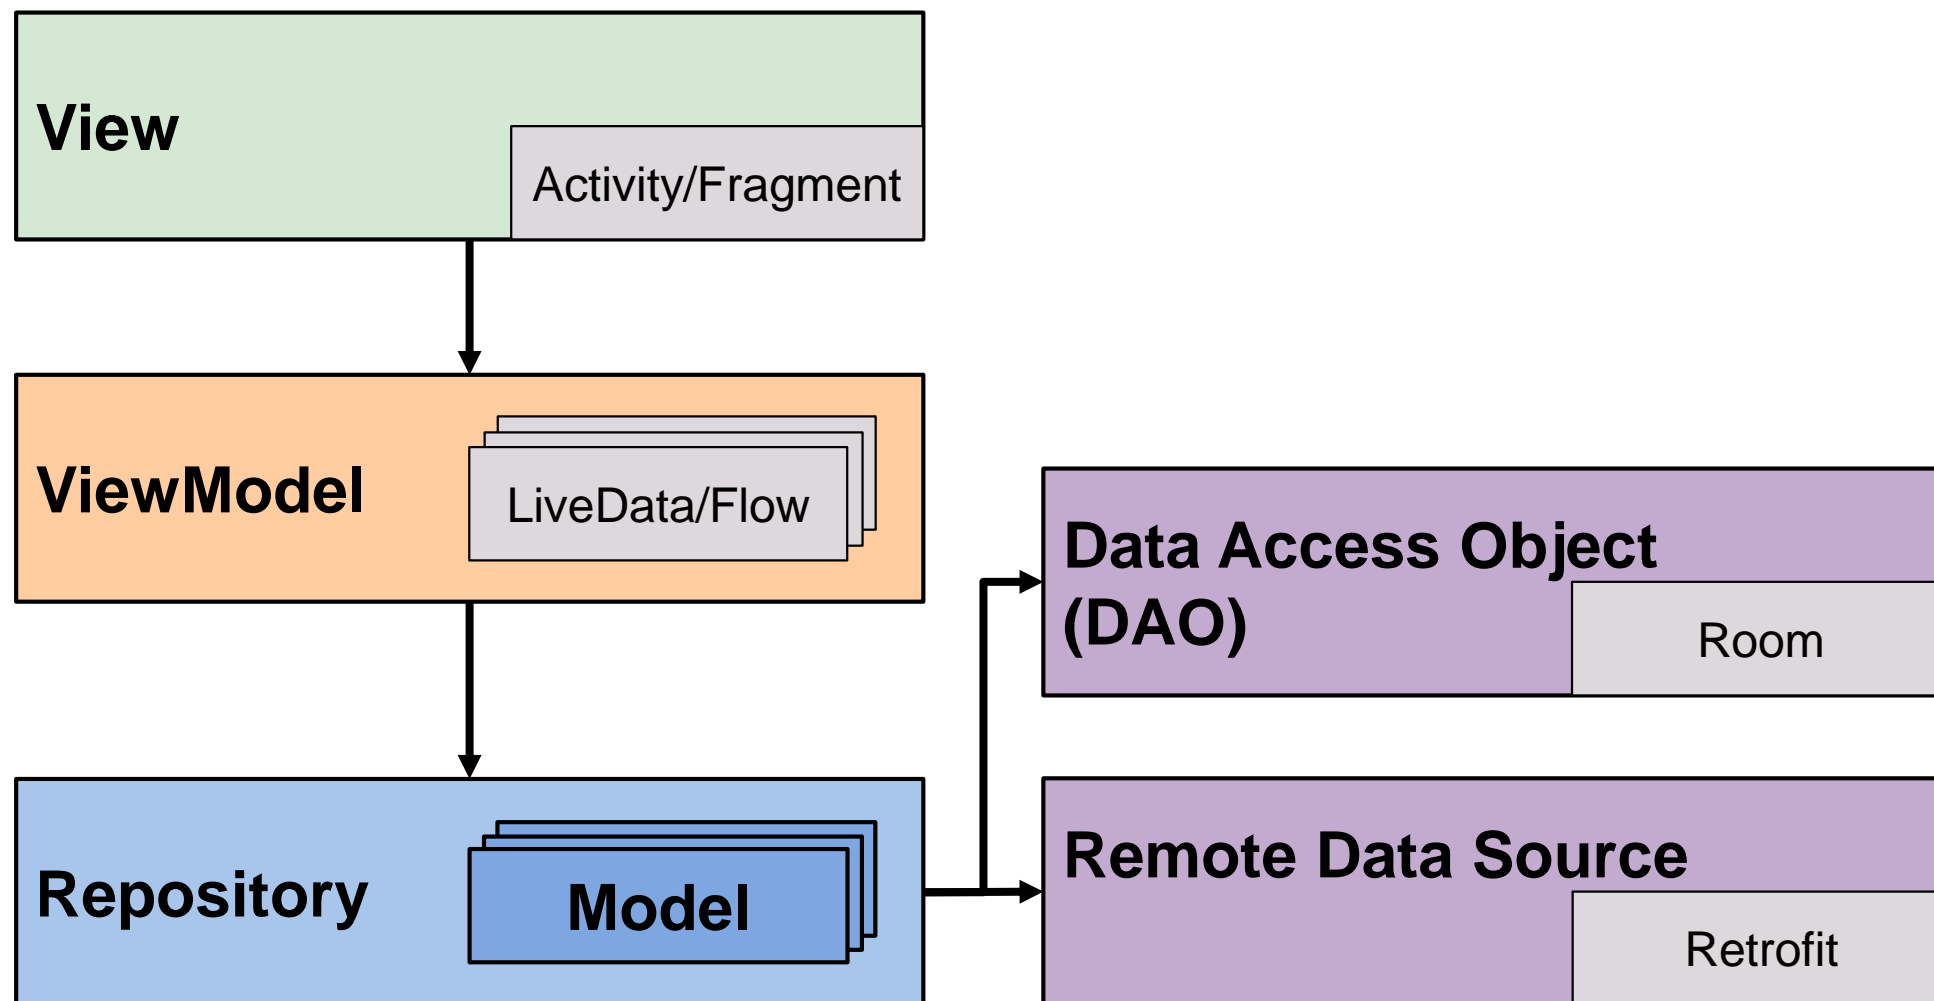 View
Activity/Fragment
ViewModel
LiveData/Flow
Data Access Object
(DAO)
Room
Repository
Model
Remote Data Source
Retrofit